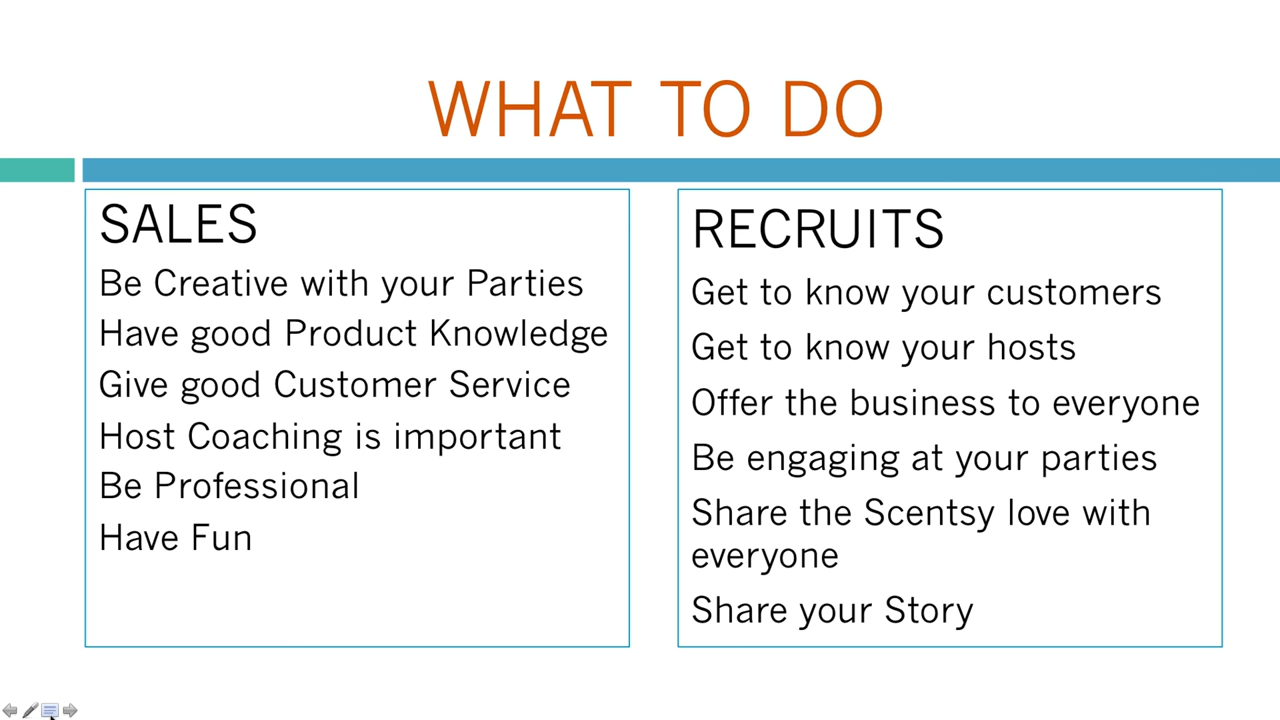 WHAT TO DO
SALES
Be Creative with your Parties
Have good Product Knowledge
Give good Customer Service
Host Coaching is important
Be Professional
Have Fun
RECRUITS
Get to know your customers
Get to know your hosts
Offer the business to everyone
Be engaging at your parties
Share the Scentsy love with
everyone
Share your Story